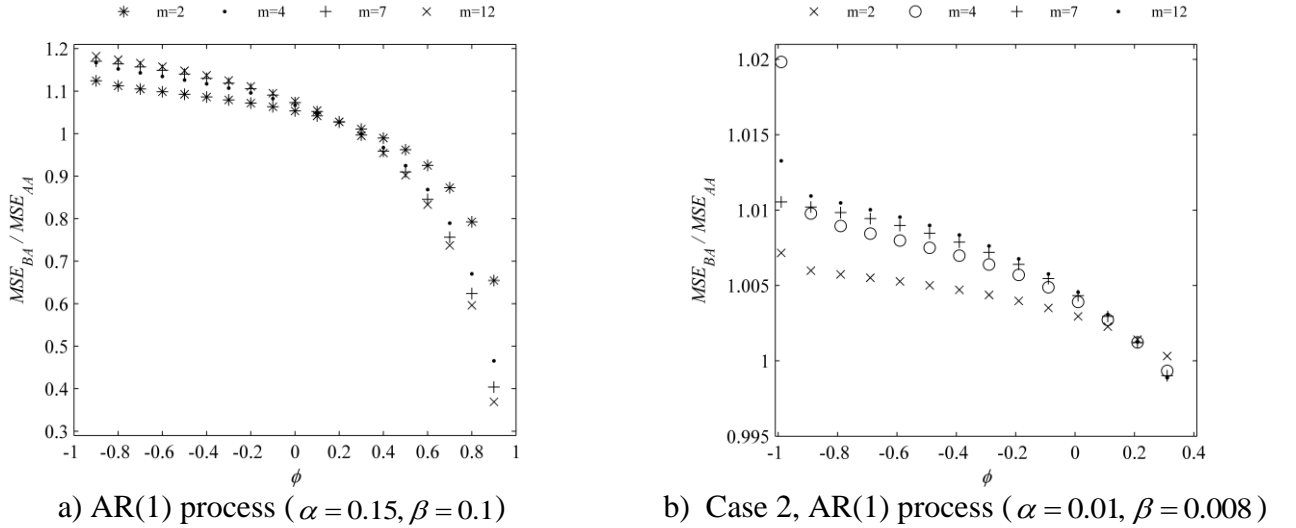 m=2 m=4 m=7 m=12
1.2
1.1
1
0.9
0.8
0.7
0.6
0.5
0.4
0.3
MSE_BA / MSE_AA
-1 -0.8 -0.6 -0.4 -0.2 0 0.2 0.4 0.6 0.8 1
ϕ
a) AR(1) process ( α = 0.15, β = 0.1)
m=2 m=4 m=7 m=12
1.02
1.015
1.01
1.005
1
0.995
MSE_BA / MSE_AA
-1 -0.8 -0.6 -0.4 -0.2 0 0.2 0.4
ϕ
b) Case 2, AR(1) process ( α = 0.01, β = 0.008 )